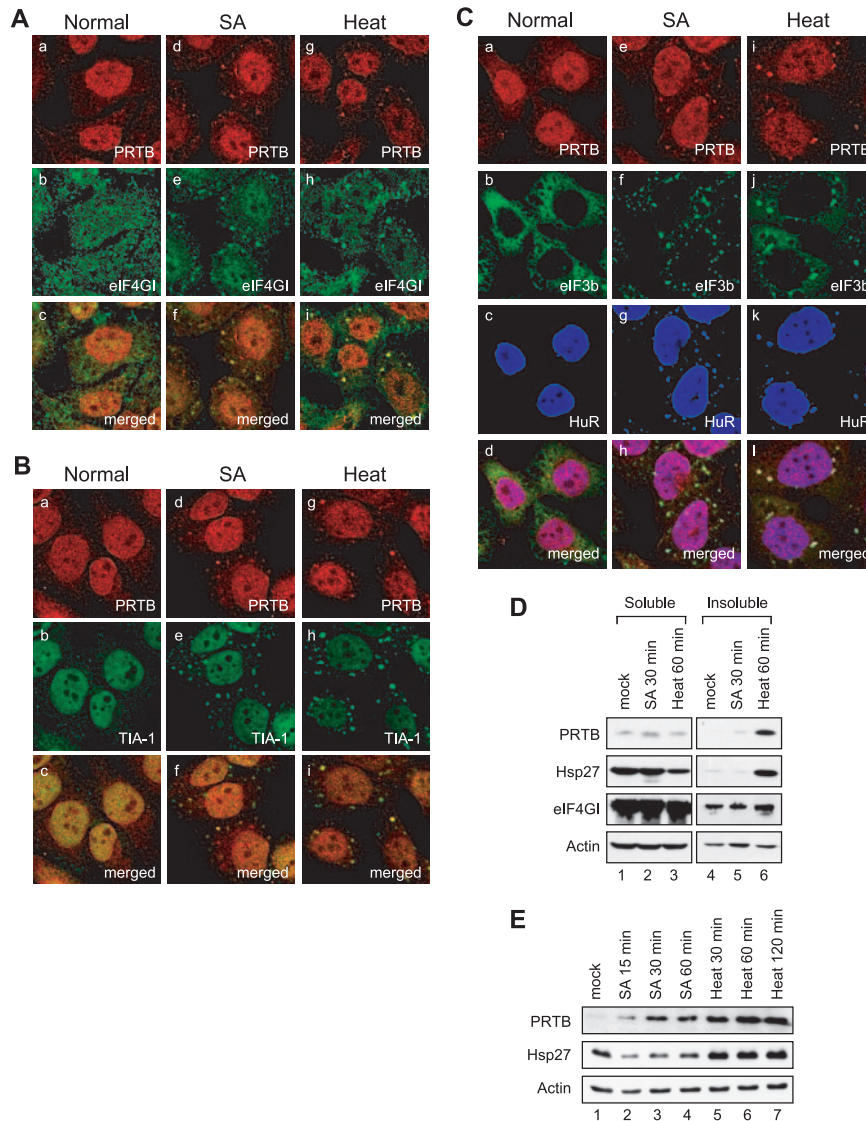 A
Normal SA Heat
a d g
PRTB PRTB PRTB
b e h
eIF4GI eIF4GI eIF4GI
c f i
merged merged merged
B
Normal SA Heat
a d g
PRTB PRTB PRTB
b e h
TIA-1 TIA-1 TIA-1
c f i
merged merged merged
C
Normal SA Heat
a e i
PRTB PRTB PRTB
b f j
eIF3b eIF3b eIF3b
c g k
HuR HuR HuR
d h l
merged merged merged
D
Soluble Insoluble
mock SA 30 min Heat 60 min mock SA 30 min Heat 60 min
PRTB
Hsp27
eIF4GI
Actin
1 2 3 4 5 6
E
mock SA 15 min SA 30 min SA 60 min Heat 30 min Heat 60 min Heat 120 min
PRTB
Hsp27
Actin
1 2 3 4 5 6 7